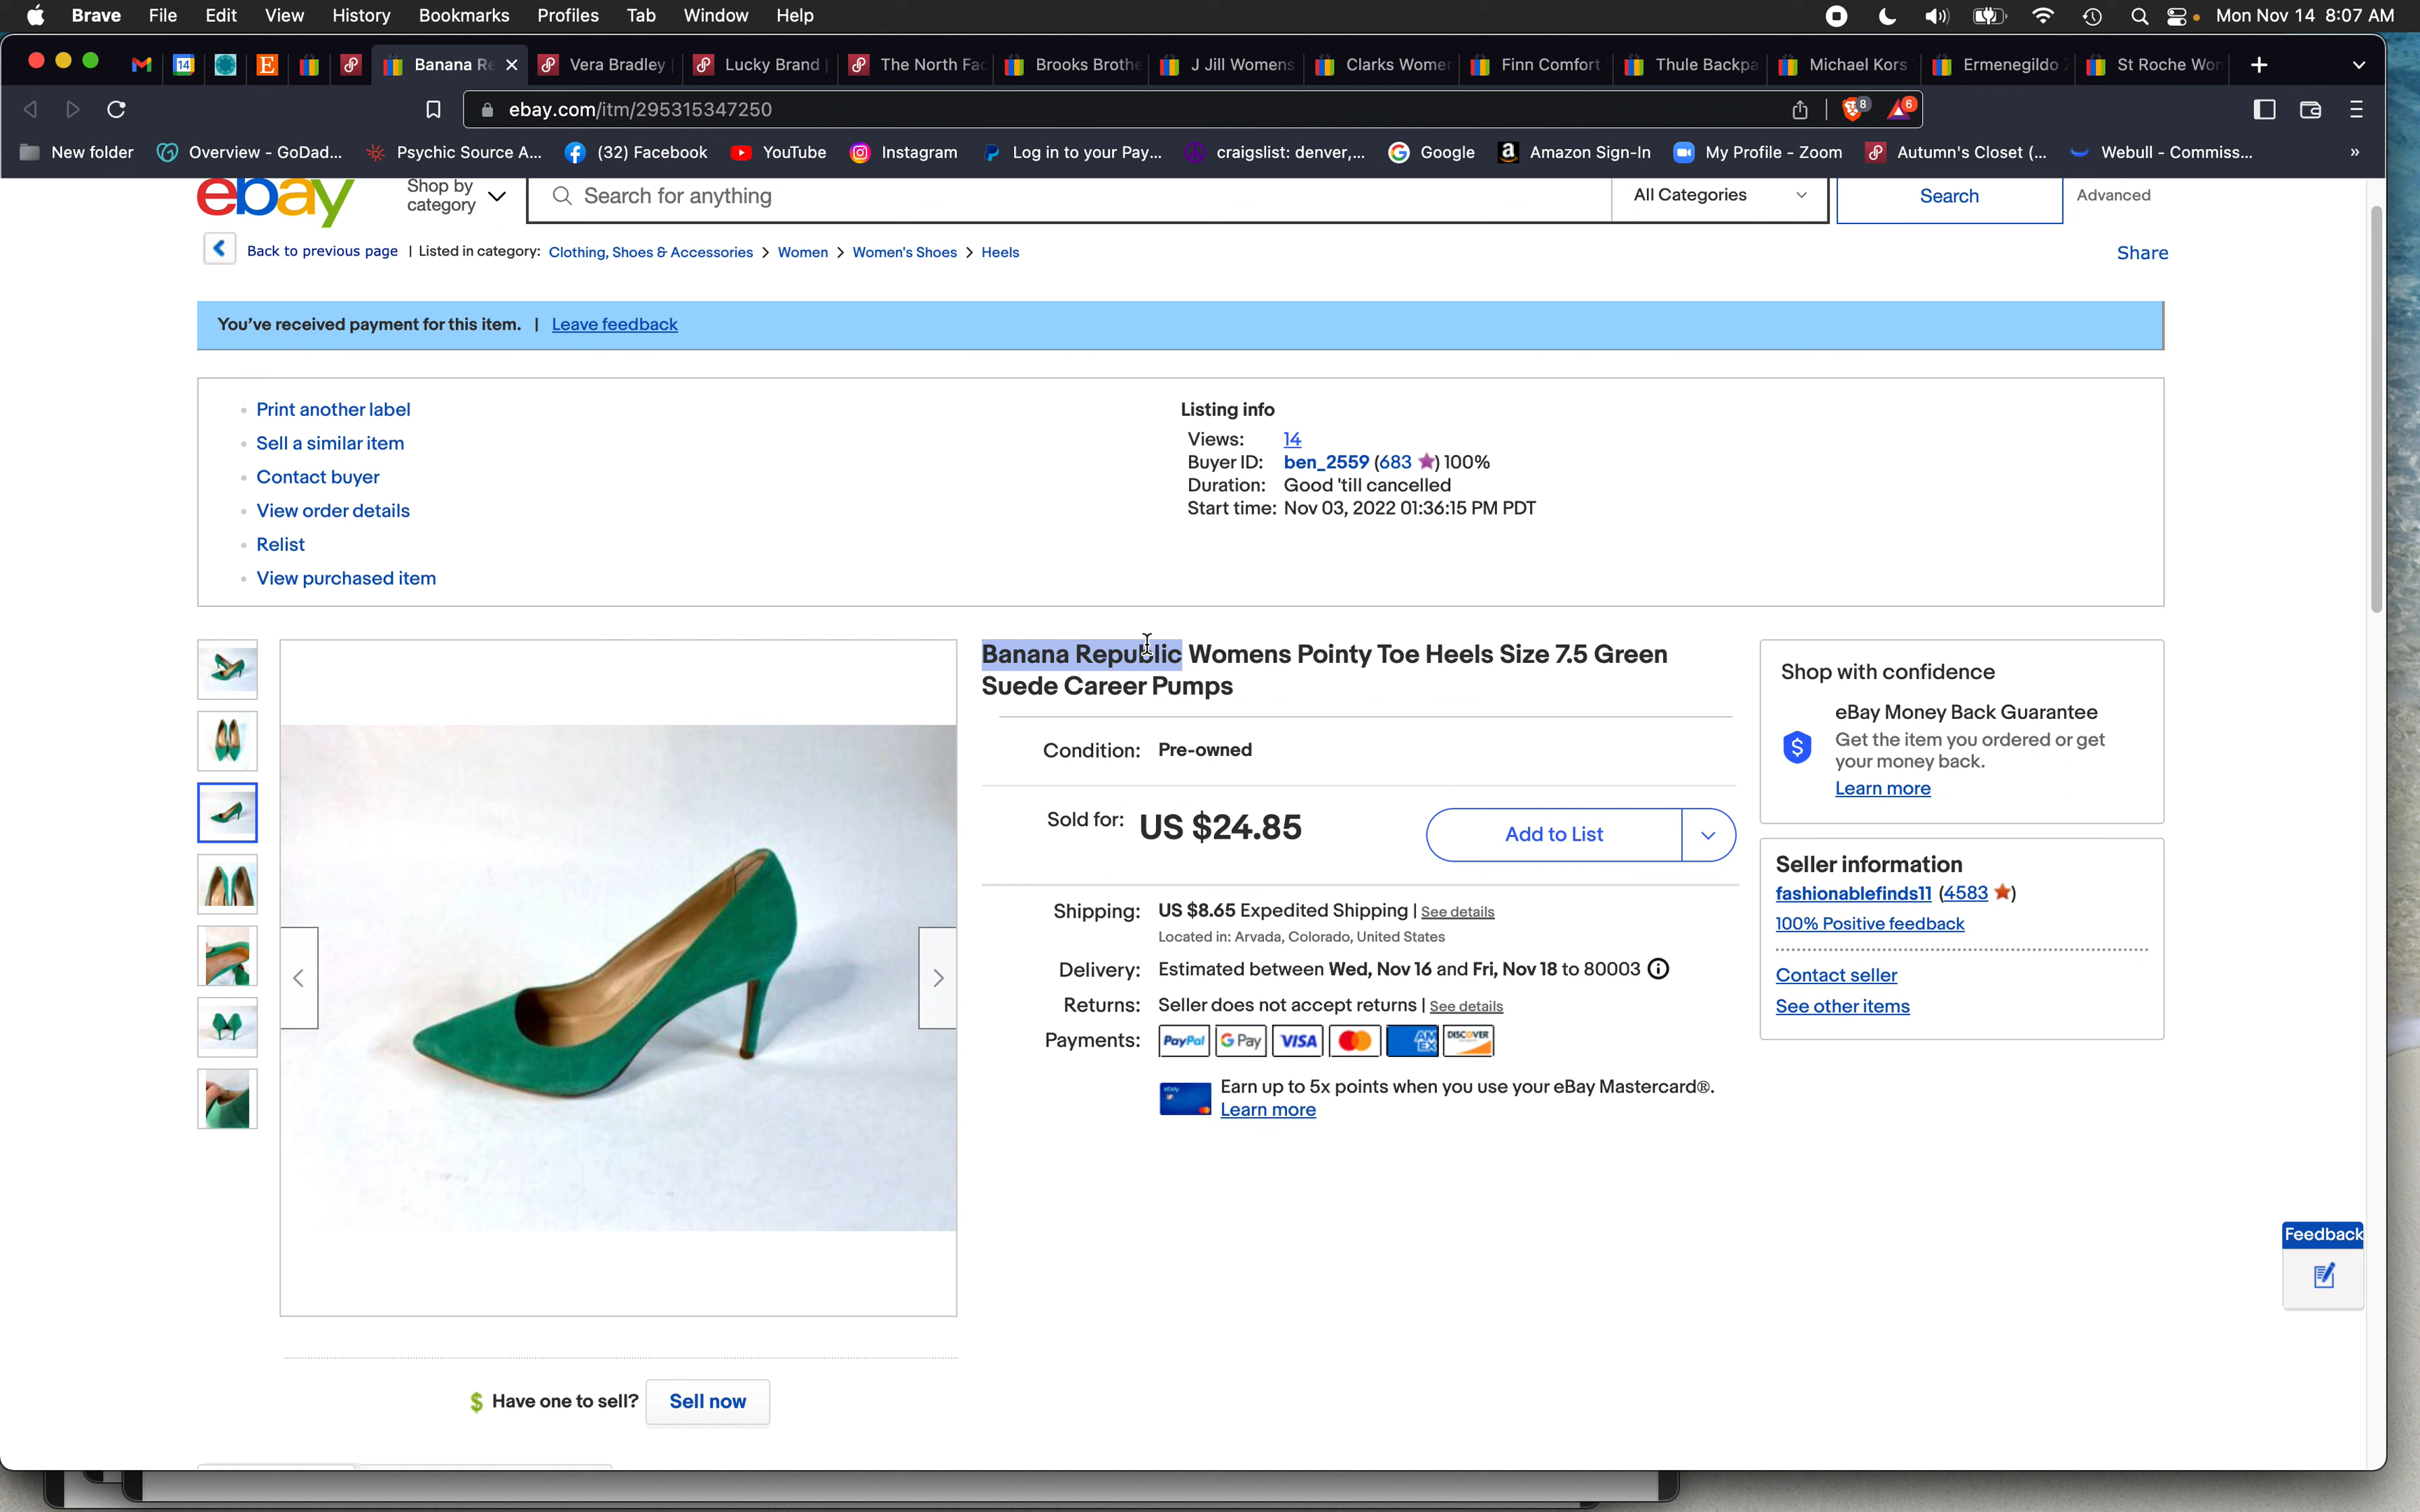 Brave File Edit View History Bookmarks Profiles Tab Window Help Mon Nov 14 8:07 AM
14 Banana Re Vera Bradley Lucky Brand The North Fac Brooks Brothe J Jill Womens Clarks Women Finn Comfort Thule Backpa Michael Kors Ermenegildo Z St Roche Won
ebay.com/itm/295315347250 8 6
New folder Overview - GoDad... Psychic Source A... (32) Facebook YouTube Instagram Log in to your Pay... craigslist: denver,... Google Amazon Sign-In My Profile - Zoom Autumn's Closet (... Webull - Commiss... »
ebay Shop by category Search for anything All Categories Search Advanced
Back to previous page | Listed in category: Clothing, Shoes & Accessories > Women > Women's Shoes > Heels Share
You've received payment for this item. | Leave feedback
Print another label
Sell a similar item
Contact buyer
View order details
Relist
View purchased item
Listing info
Views: 14
Buyer ID: ben_2559 (683 ) 100%
Duration: Good 'till cancelled
Start time: Nov 03, 2022 01:36:15 PM PDT
Banana Republic Womens Pointy Toe Heels Size 7.5 Green
Suede Career Pumps
Condition: Pre-owned
Sold for: US $24.85 Add to List
Shipping: US $8.65 Expedited Shipping | See details
Located in: Arvada, Colorado, United States
Delivery: Estimated between Wed, Nov 16 and Fri, Nov 18 to 80003
Returns: Seller does not accept returns | See details
Payments: PayPal G Pay VISA AM EX DISCOVER
Earn up to 5x points when you use your eBay Mastercard®.
Learn more
Shop with confidence
eBay Money Back Guarantee
Get the item you ordered or get
your money back.
Learn more
Seller information
fashionablefinds11 (4583 )
100% Positive feedback
Contact seller
See other items
Feedback
Have one to sell? Sell now